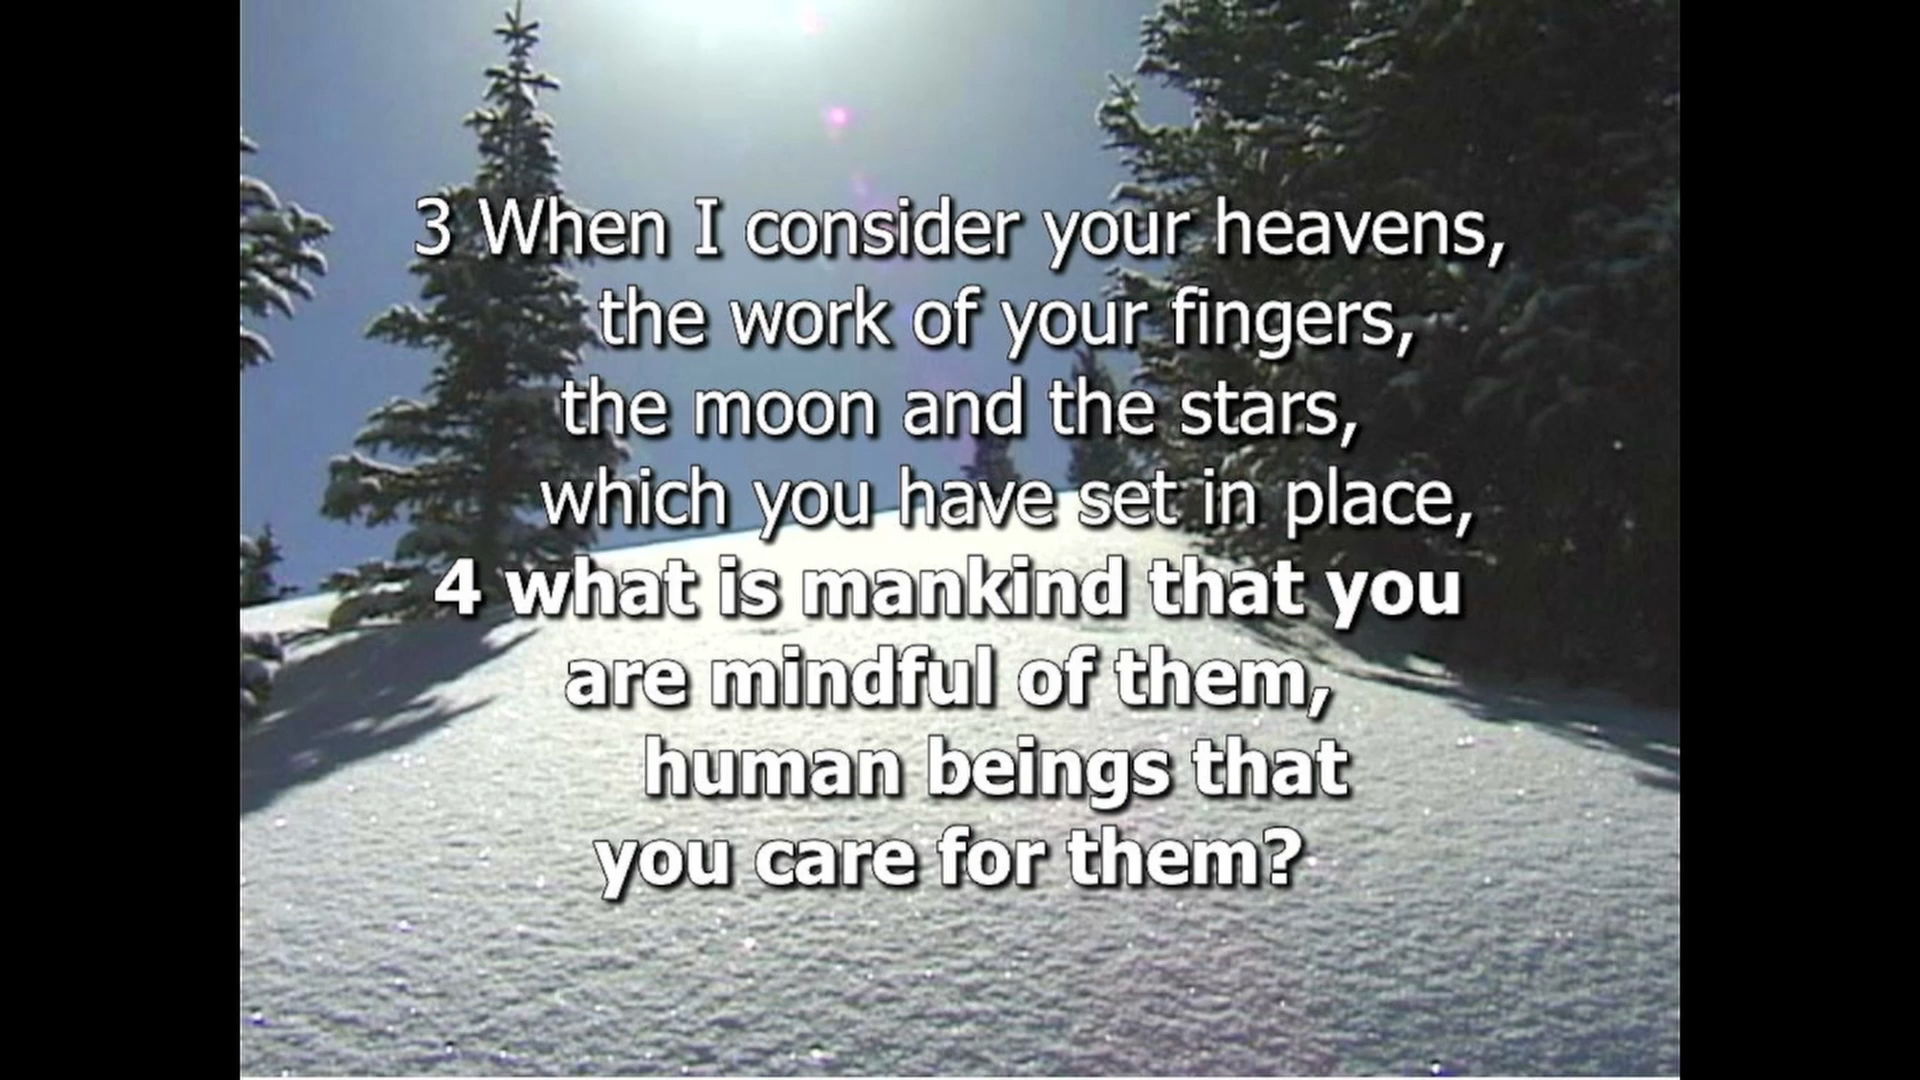 3 When I consider your heavens,
the work of your fingers,
the moon and the stars,
which you have set in place,
4 what is mankind that you
are mindful of them,
human beings that
you care for them?